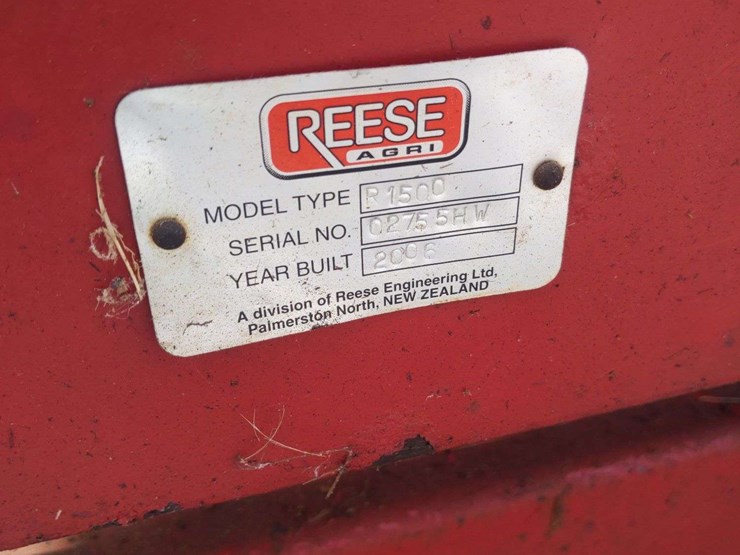 REESE
AGRI
MODEL TYPE R1500
SERIAL NO. 02755HW
YEAR BUILT 2006
A division of Reese Engineering Ltd,
Palmerston North, NEW ZEALAND